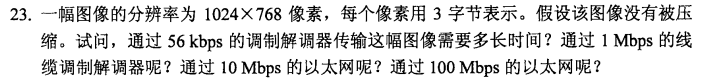 23. 一幅图像的分辨率为 1024×768 像素，每个像素用 3 字节表示。假设该图像没有被压
缩。试问，通过 56 kbps 的调制解调器传输这幅图像需要多长时间？通过 1 Mbps 的线
缆调制解调器呢？通过 10 Mbps 的以太网呢？通过 100 Mbps 的以太网呢？